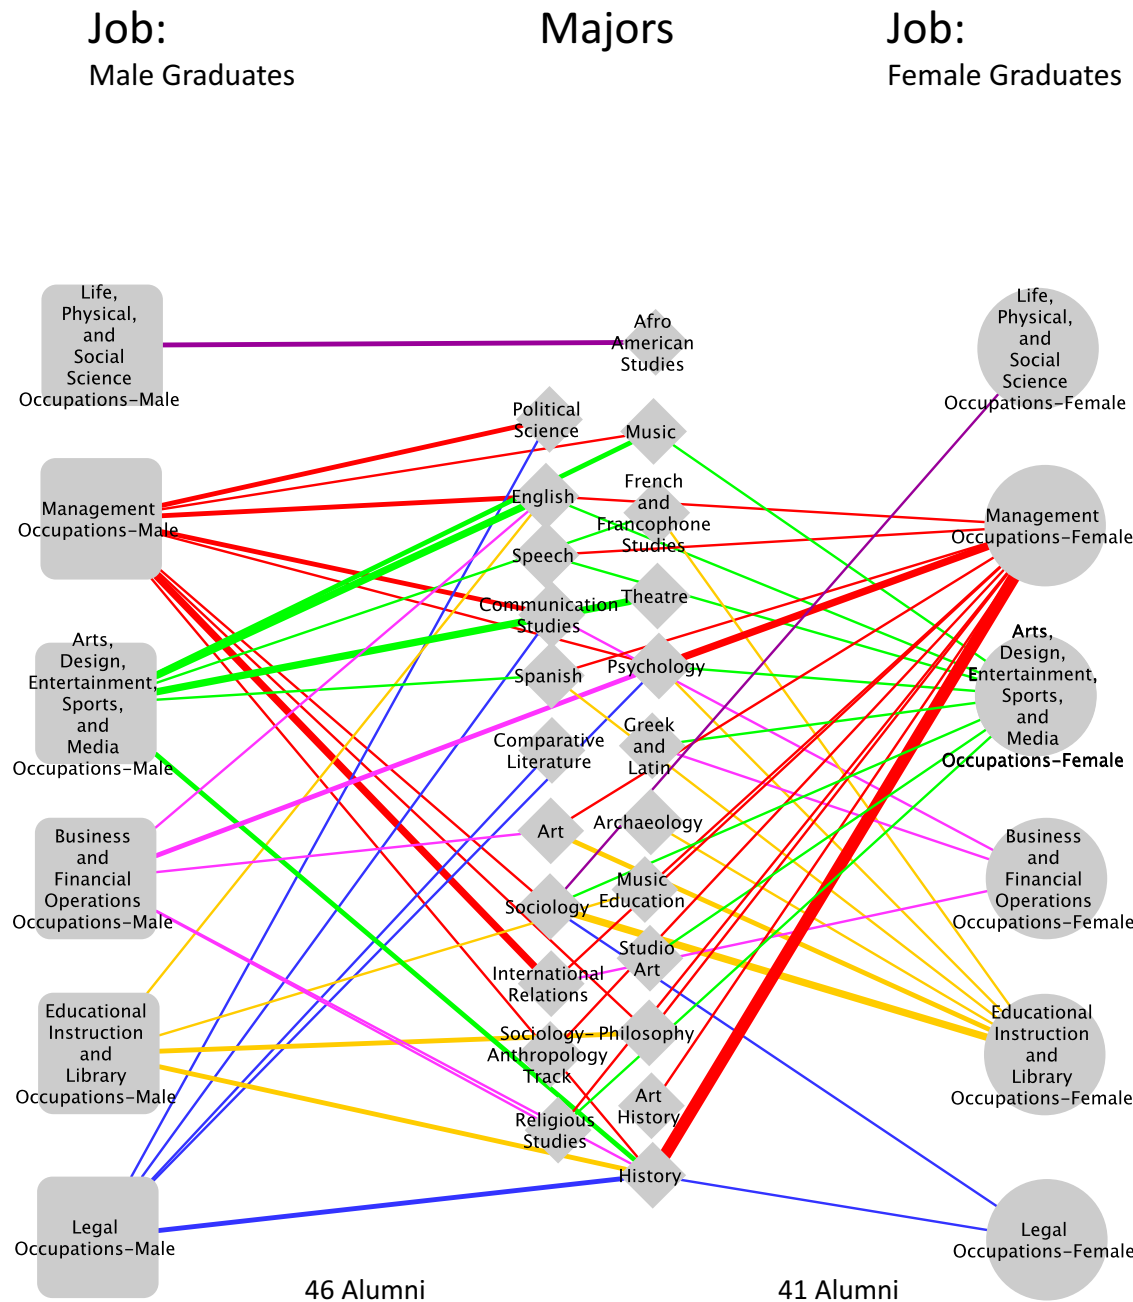 Job:
Male Graduates
Majors
Job:
Female Graduates
Life,
Physical,
and
Social
Science
Occupations-Male
Management
Occupations-Male
Arts,
Design,
Entertainment,
Sports,
and
Media
Occupations-Male
Business
and
Financial
Operations
Occupations-Male
Educational
Instruction
and
Library
Occupations-Male
Legal
Occupations-Male
Afro
American
Studies
Political
Science
Music
English
French
and
Francophone
Studies
Speech
Theatre
Communication
Studies
Psychology
Spanish
Greek
and
Latin
Comparative
Literature
Archaeology
Art
Music
Education
Sociology
Studio
Art
International
Relations
Philosophy
Sociology-
Anthropology
Track
Art
History
Religious
Studies
History
Life,
Physical,
and
Social
Science
Occupations-Female
Management
Occupations-Female
Arts,
Design,
Entertainment,
Sports,
and
Media
Occupations-Female
Business
and
Financial
Operations
Occupations-Female
Educational
Instruction
and
Library
Occupations-Female
Legal
Occupations-Female
46 Alumni
41 Alumni